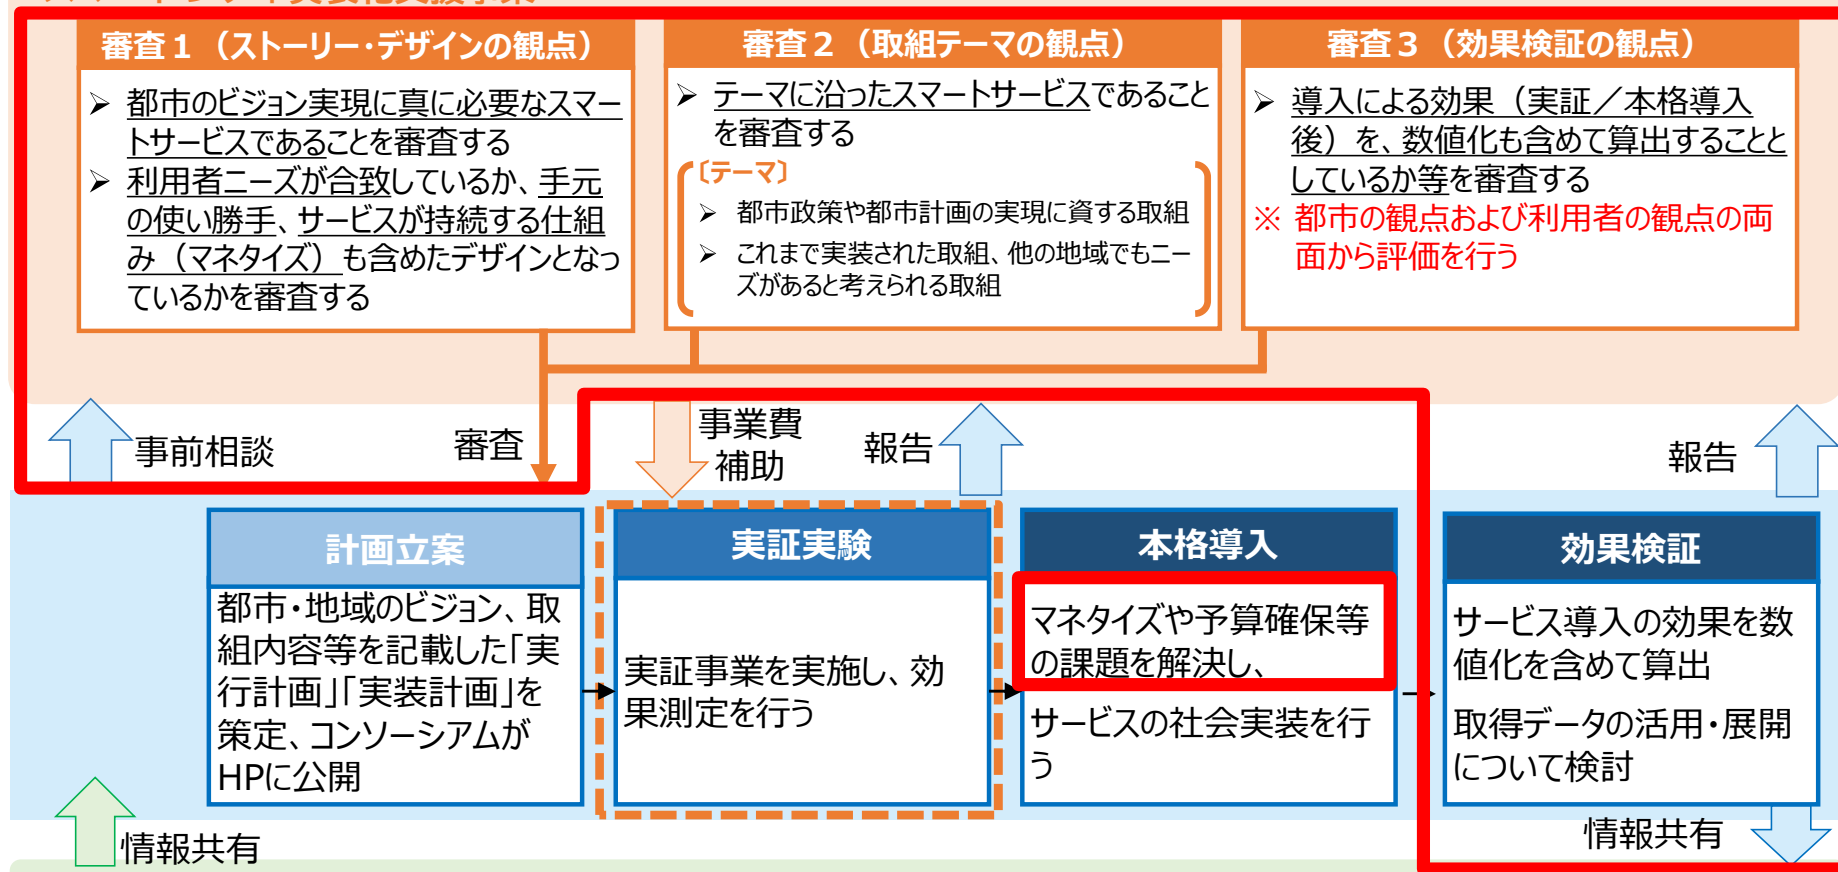 審査１（ストーリー・デザインの観点）
➢ 都市のビジョン実現に真に必要なスマー
トサービスであることを審査する
➢ 利用者ニーズが合致しているか、手元
の使い勝手、サービスが持続する仕組
み（マネタイズ）も含めたデザインとなっ
ているかを審査する
審査２（取組テーマの観点）
➢ テーマに沿ったスマートサービスであること
を審査する
〔テーマ〕
➢ 都市政策や都市計画の実現に資する取組
➢ これまで実装された取組、他の地域でもニー
ズがあると考えられる取組
審査３（効果検証の観点）
➢ 導入による効果（実証／本格導入
後）を、数値化も含めて算出することと
しているか等を審査する
※ 都市の観点および利用者の観点の両
面から評価を行う
事前相談
審査
事業費
補助
報告
報告
計画立案
都市・地域のビジョン、取
組内容等を記載した「実
行計画」「実装計画」を
策定、コンソーシアムが
HPに公開
実証実験
実証事業を実施し、効
果測定を行う
本格導入
マネタイズや予算確保等
の課題を解決し、
サービスの社会実装を行
う
効果検証
サービス導入の効果を数
値化を含めて算出
取得データの活用・展開
について検討
情報共有
情報共有